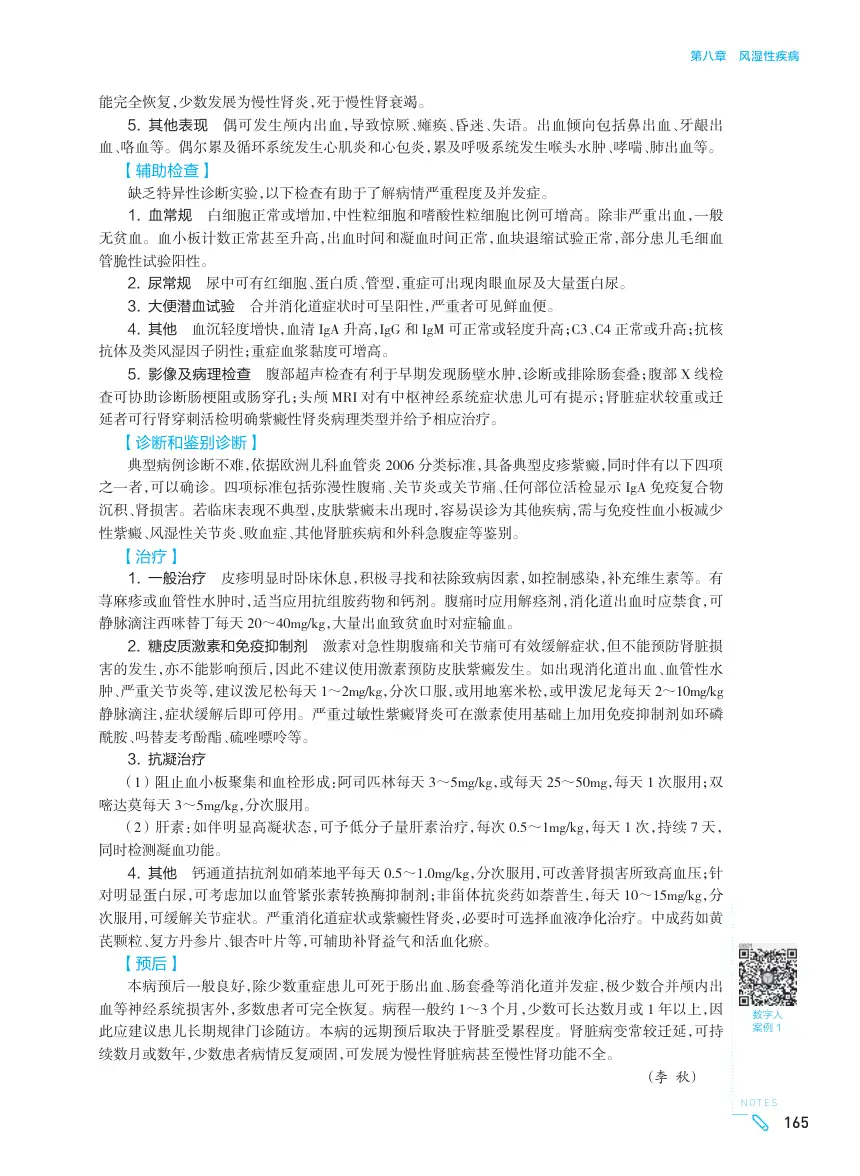 第八章 风湿性疾病
能完全恢复,少数发展为慢性肾炎,死于慢性肾衰竭。
5. 其他表现 偶可发生颅内出血,导致惊厥、瘫痪、昏迷、失语。出血倾向包括鼻出血、牙龈出
血、咯血等。偶尔累及循环系统发生心肌炎和心包炎,累及呼吸系统发生喉头水肿、哮喘、肺出血等。
【辅助检查】
缺乏特异性诊断实验,以下检查有助于了解病情严重程度及并发症。
1. 血常规 白细胞正常或增加,中性粒细胞和嗜酸性粒细胞比例可增高。除非严重出血,一般
无贫血。血小板计数正常甚至升高,出血时间和凝血时间正常,血块退缩试验正常,部分患儿毛细血
管脆性试验阳性。
2. 尿常规 尿中可有红细胞、蛋白质、管型,重症可出现肉眼血尿及大量蛋白尿。
3. 大便潜血试验 合并消化道症状时可呈阳性,严重者可见鲜血便。
4. 其他 血沉轻度增快,血清 IgA 升高,IgG 和 IgM 可正常或轻度升高;C3、C4 正常或升高;抗核
抗体及类风湿因子阴性;重症血浆黏度可增高。
5. 影像及病理检查 腹部超声检查有利于早期发现肠壁水肿,诊断或排除肠套叠;腹部 X 线检
查可协助诊断肠梗阻或肠穿孔;头颅 MRI 对有中枢神经系统症状患儿可有提示;肾脏症状较重或迁
延者可行肾穿刺活检明确紫癜性肾炎病理类型并给予相应治疗。
【诊断和鉴别诊断】
典型病例诊断不难,依据欧洲儿科血管炎 2006 分类标准,具备典型皮疹紫癜,同时伴有以下四项
之一者,可以确诊。四项标准包括弥漫性腹痛、关节炎或关节痛、任何部位活检显示 IgA 免疫复合物
沉积、肾损害。若临床表现不典型,皮肤紫癜未出现时,容易误诊为其他疾病,需与免疫性血小板减少
性紫癜、风湿性关节炎、败血症、其他肾脏疾病和外科急腹症等鉴别。
【治疗】
1. 一般治疗 皮疹明显时卧床休息,积极寻找和祛除致病因素,如控制感染,补充维生素等。有
荨麻疹或血管性水肿时,适当应用抗组胺药物和钙剂。腹痛时应用解痉剂,消化道出血时应禁食,可
静脉滴注西咪替丁每天 20～40mg/kg,大量出血致贫血时对症输血。
2. 糖皮质激素和免疫抑制剂 激素对急性期腹痛和关节痛可有效缓解症状,但不能预防肾脏损
害的发生,亦不能影响预后,因此不建议使用激素预防皮肤紫癜发生。如出现消化道出血、血管性水
肿、严重关节炎等,建议泼尼松每天 1～2mg/kg,分次口服,或用地塞米松,或甲泼尼龙每天 2～10mg/kg
静脉滴注,症状缓解后即可停用。严重过敏性紫癜肾炎可在激素使用基础上加用免疫抑制剂如环磷
酰胺、吗替麦考酚酯、硫唑嘌呤等。
3. 抗凝治疗
（1）阻止血小板聚集和血栓形成:阿司匹林每天 3～5mg/kg,或每天 25～50mg,每天 1 次服用;双
嘧达莫每天 3～5mg/kg,分次服用。
（2）肝素:如伴明显高凝状态,可予低分子量肝素治疗,每次 0.5～1mg/kg,每天 1 次,持续 7 天,
同时检测凝血功能。
4. 其他 钙通道拮抗剂如硝苯地平每天 0.5～1.0mg/kg,分次服用,可改善肾损害所致高血压;针
对明显蛋白尿,可考虑加以血管紧张素转换酶抑制剂;非甾体抗炎药如萘普生,每天 10～15mg/kg,分
次服用,可缓解关节症状。严重消化道症状或紫癜性肾炎,必要时可选择血液净化治疗。中成药如黄
芪颗粒、复方丹参片、银杏叶片等,可辅助补肾益气和活血化瘀。
【预后】
本病预后一般良好,除少数重症患儿可死于肠出血、肠套叠等消化道并发症,极少数合并颅内出
血等神经系统损害外,多数患者可完全恢复。病程一般约 1～3 个月,少数可长达数月或 1 年以上,因
此应建议患儿长期规律门诊随访。本病的远期预后取决于肾脏受累程度。肾脏病变常较迁延,可持
续数月或数年,少数患者病情反复顽固,可发展为慢性肾脏病甚至慢性肾功能不全。
（李 秋）
数字人
案例 1
NOTES
165